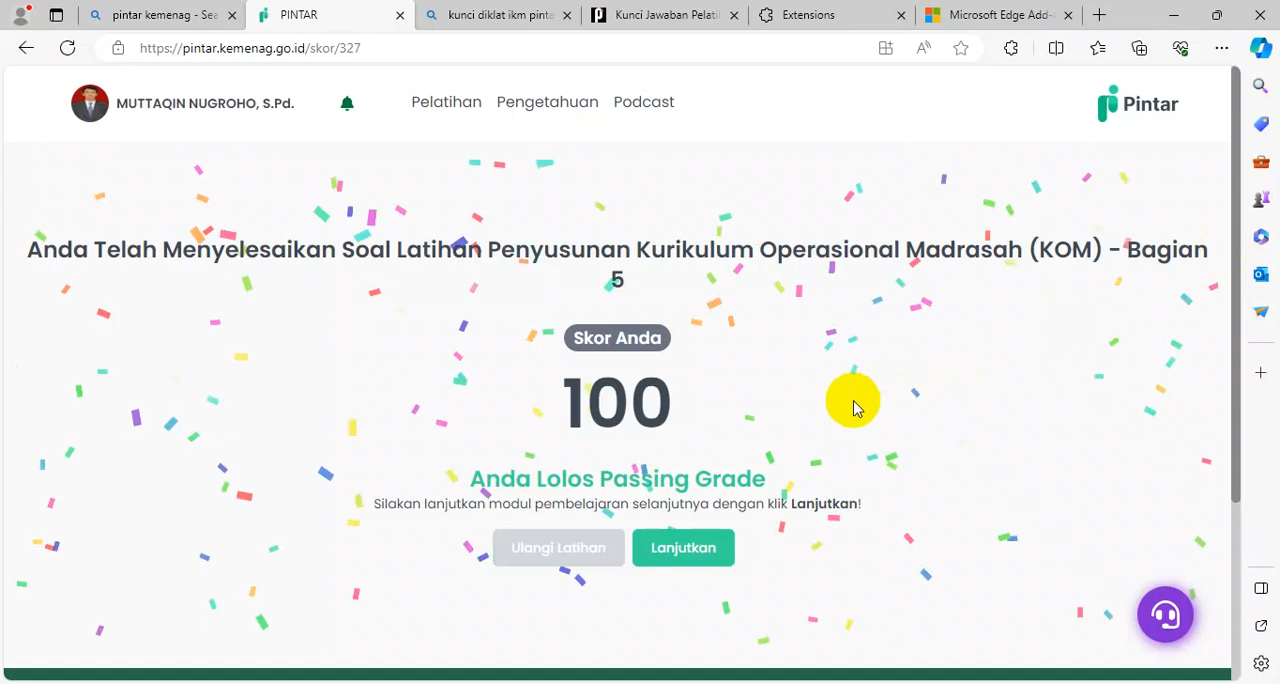 pintar kemenag - Sea
PINTAR
kunci diklat ikm pinta
Kunci Jawaban Pelati
Extensions
Microsoft Edge Add-
https://pintar.kemenag.go.id/skor/327
MUTTAQIN NUGROHO, S.Pd.
Pelatihan Pengetahuan Podcast
Pintar
Anda Telah Menyelesaikan Soal Latihan Penyusunan Kurikulum Operasional Madrasah (KOM) - Bagian
5
Skor Anda
100
Anda Lolos Passing Grade
Silakan lanjutkan modul pembelajaran selanjutnya dengan klik Lanjutkan!
Ulangi Latihan
Lanjutkan